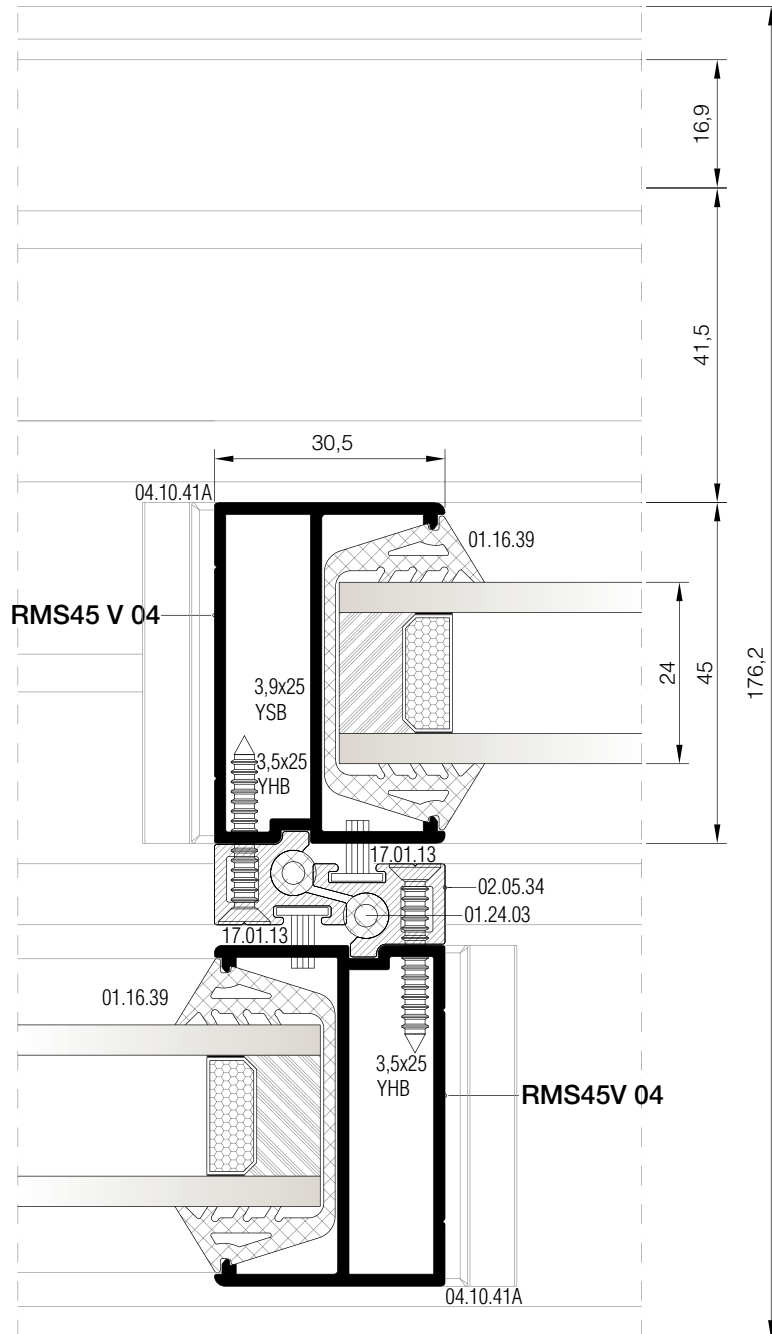 16,9
41,5
30,5
04.10.41A
01.16.39
RMS45 V 04
24
45
176,2
3,9x25
YSB
3,5x25
YHB
17.01.13
02.05.34
01.24.03
17.01.13
01.16.39
3,5x25
YHB
RMS45V 04
04.10.41A